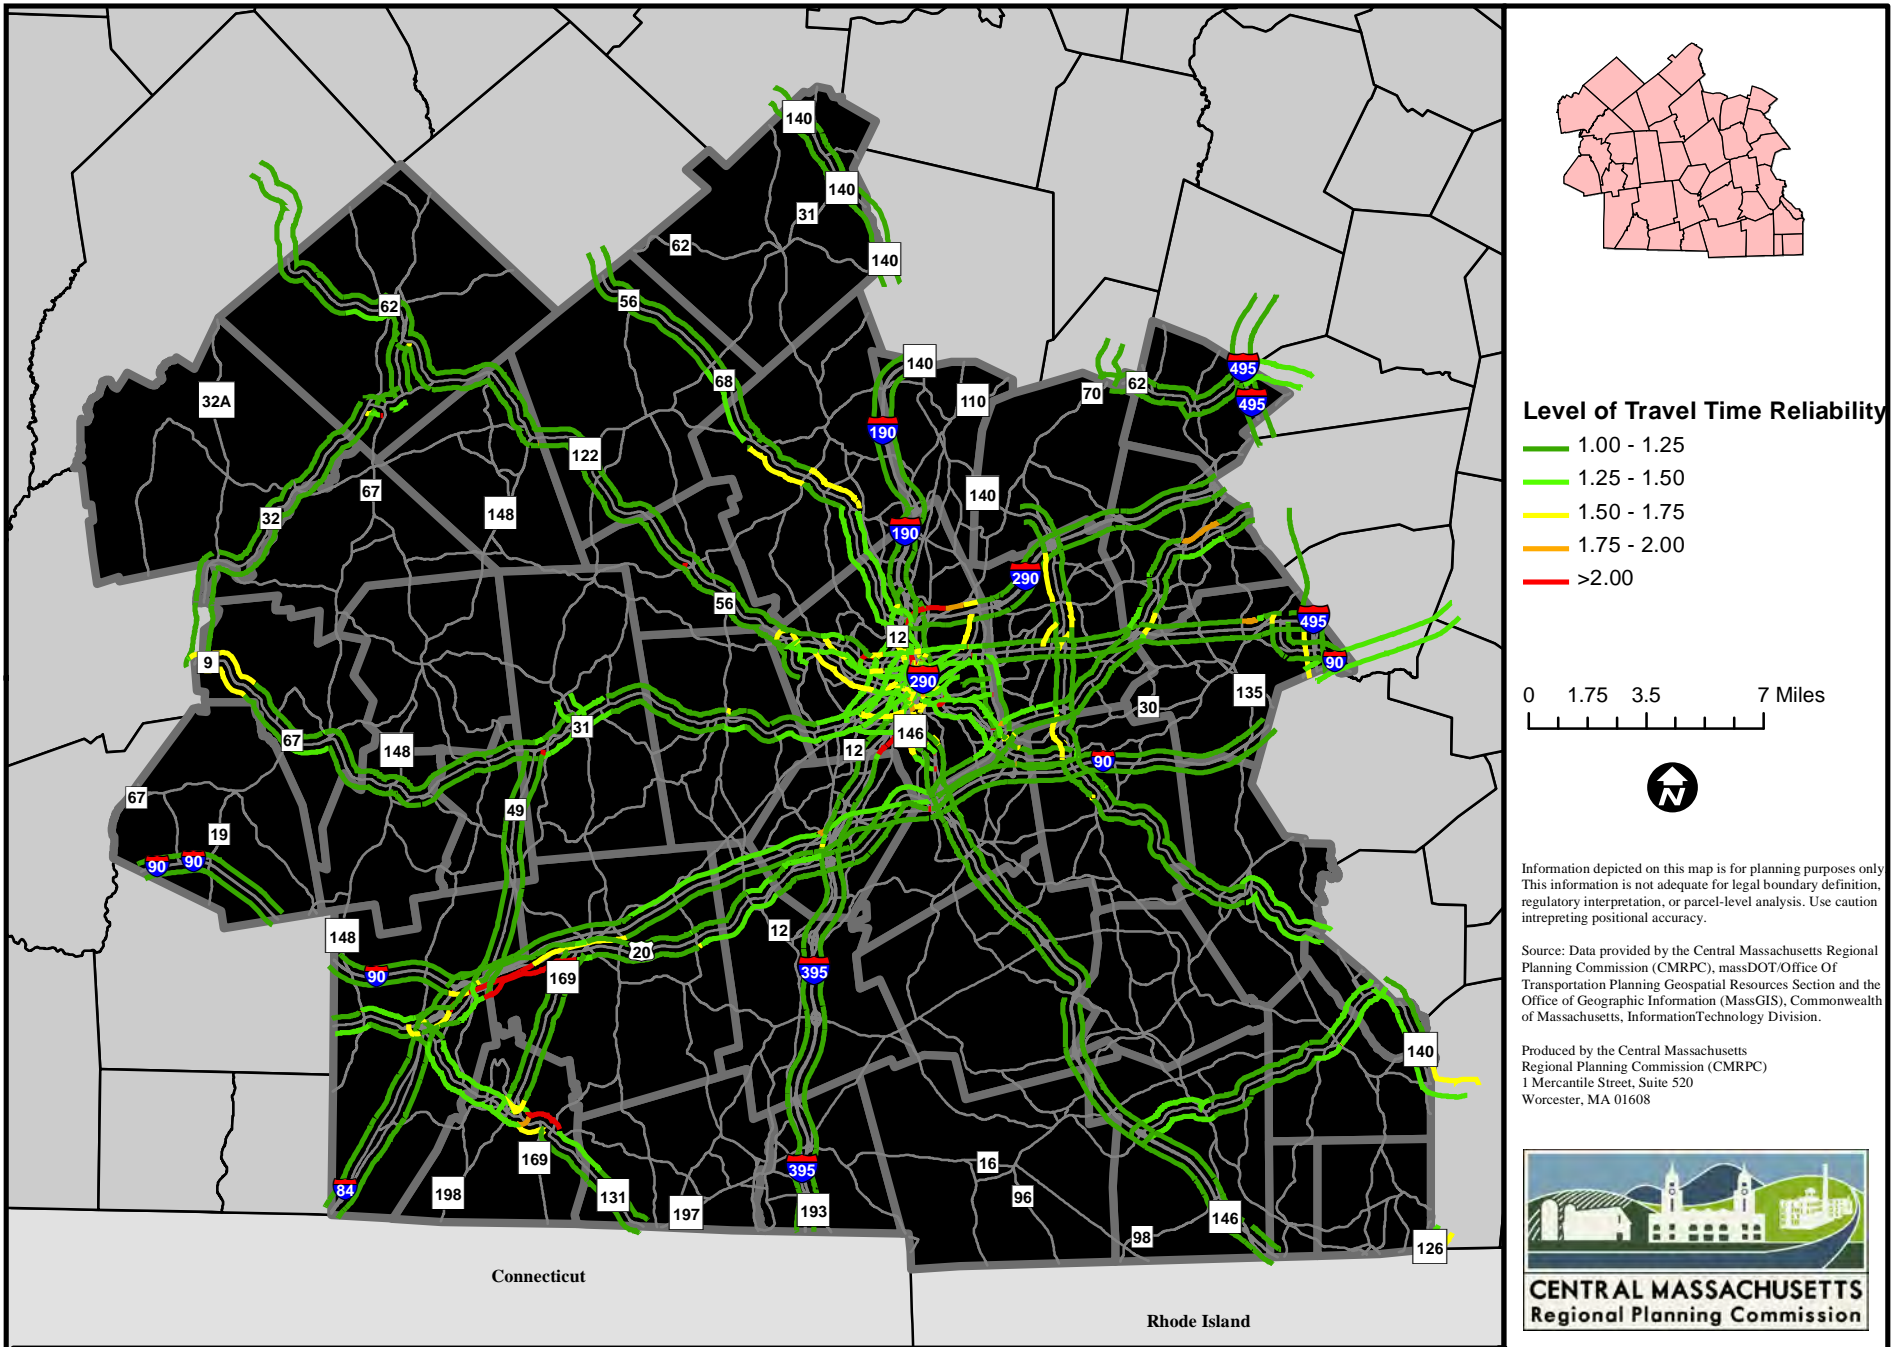 140
140
31
62
140
62
56
140
495
68
62
70
32A
110
495
190
122
67
148
140
32
190
290
56
495
12
9
90
290
135
30
31
146
67
148
12
90
67
49
19
90
90
148
12
20
90
395
169
140
169
16
395
84
198
131
96
197
193
146
98
126
Connecticut
Rhode Island
Level of Travel Time Reliability
1.00 - 1.25
1.25 - 1.50
1.50 - 1.75
1.75 - 2.00
>2.00
0 1.75 3.5 7 Miles
N
Information depicted on this map is for planning purposes only
This information is not adequate for legal boundary definition,
regulatory interpretation, or parcel-level analysis. Use caution
intrepreting positional accuracy.
Source: Data provided by the Central Massachusetts Regional
Planning Commission (CMRPC), massDOT/Office Of
Transportation Planning Geospatial Resources Section and the
Office of Geographic Information (MassGIS), Commonwealth
of Massachusetts, InformationTechnology Division.
Produced by the Central Massachusetts
Regional Planning Commission (CMRPC)
1 Mercantile Street, Suite 520
Worcester, MA 01608
CENTRAL MASSACHUSETTS
Regional Planning Commission